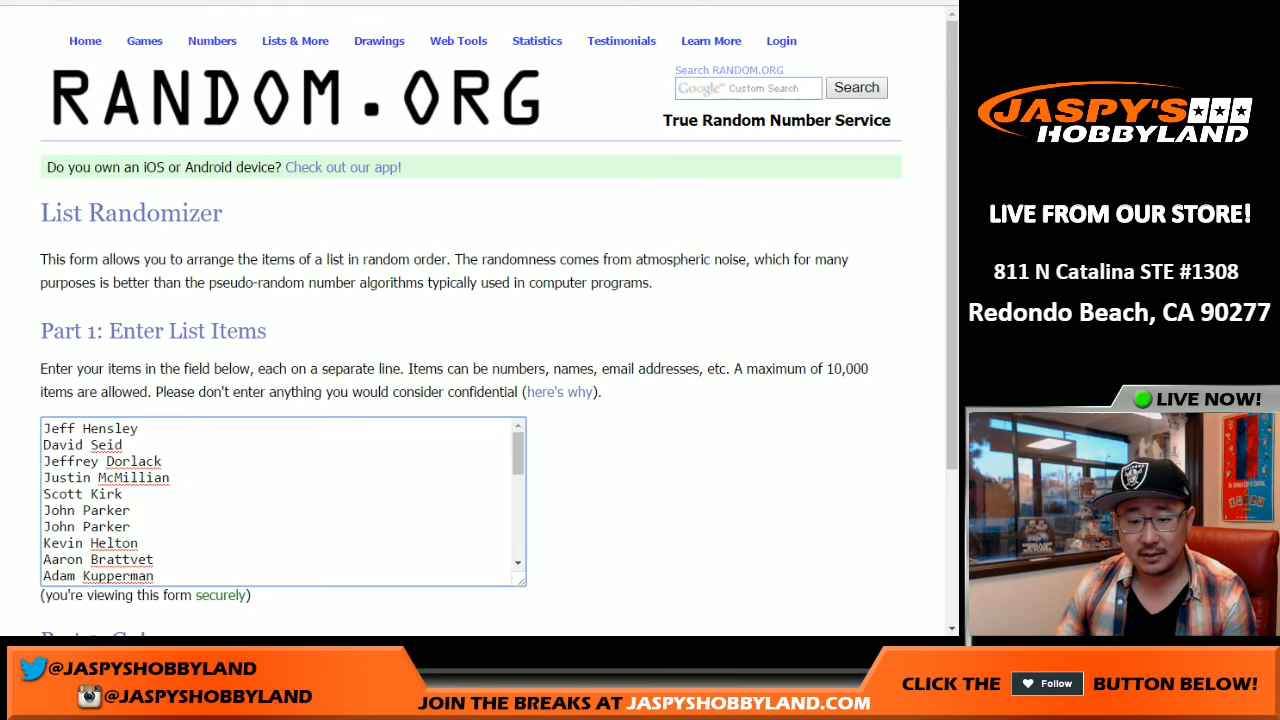 Home Games Numbers Lists & More Drawings Web Tools Statistics Testimonials Learn More Login
RANDOM.ORG
Search RANDOM.ORG
Google™ Custom Search Search
True Random Number Service
Do you own an iOS or Android device? Check out our app!
List Randomizer
This form allows you to arrange the items of a list in random order. The randomness comes from atmospheric noise, which for many
purposes is better than the pseudo-random number algorithms typically used in computer programs.
Part 1: Enter List Items
Enter your items in the field below, each on a separate line. Items can be numbers, names, email addresses, etc. A maximum of 10,000
items are allowed. Please don't enter anything you would consider confidential (here's why).
Jeff Hensley
David Seid
Jeffrey Dorlack
Justin McMillian
Scott Kirk
John Parker
John Parker
Kevin Helton
Aaron Brattvet
Adam Kupperman
(you're viewing this form securely)
JASPY'S
HOBBYLAND
LIVE FROM OUR STORE!
811 N Catalina STE #1308
Redondo Beach, CA 90277
LIVE NOW!
@JASPYSHOBBYLAND
@JASPYSHOBBYLAND
JOIN THE BREAKS AT JASPYSHOBBYLAND.COM
CLICK THE Follow BUTTON BELOW!